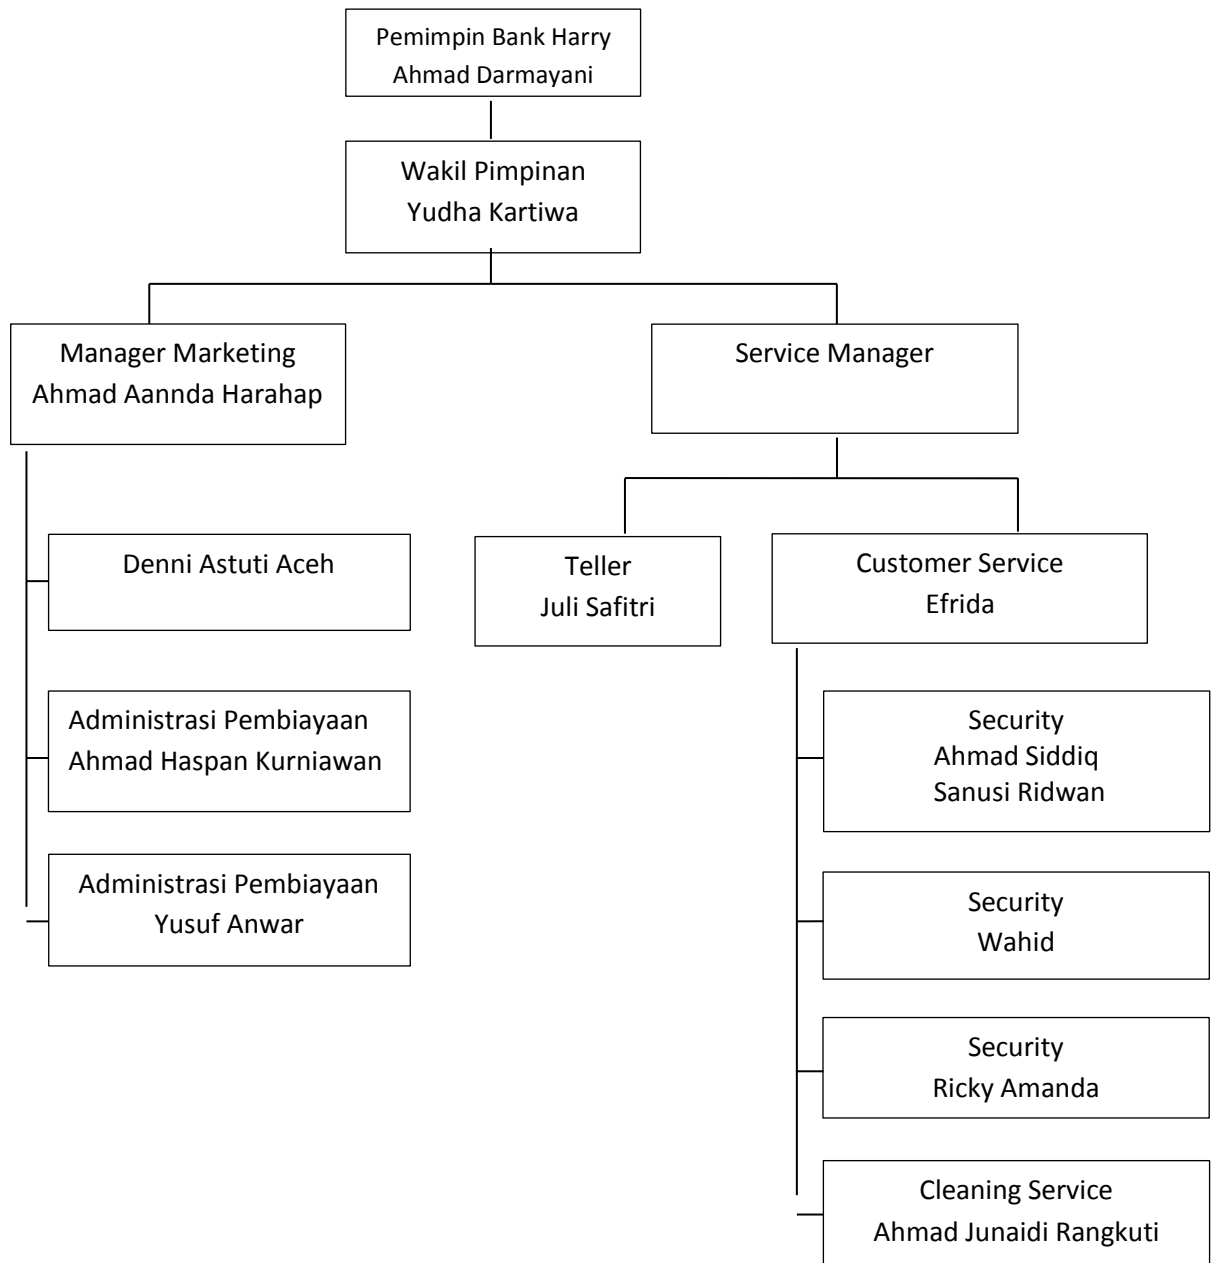 Pemimpin Bank Harry
Ahmad Darmayani
Wakil Pimpinan
Yudha Kartiwa
Manager Marketing
Ahmad Aannda Harahap
Service Manager
Denni Astuti Aceh
Administrasi Pembiayaan
Ahmad Haspan Kurniawan
Administrasi Pembiayaan
Yusuf Anwar
Teller
Juli Safitri
Customer Service
Efrida
Security
Ahmad Siddiq
Sanusi Ridwan
Security
Wahid
Security
Ricky Amanda
Cleaning Service
Ahmad Junaidi Rangkuti